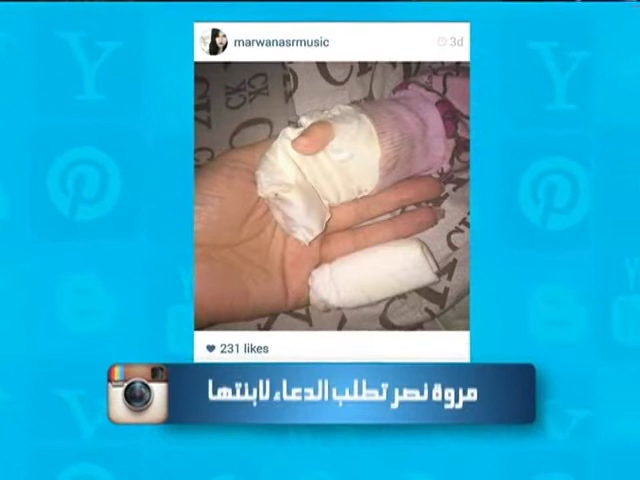 marwanasrmusic
3d
231 likes
مروة نصر تطلب الدعاء لابنتها